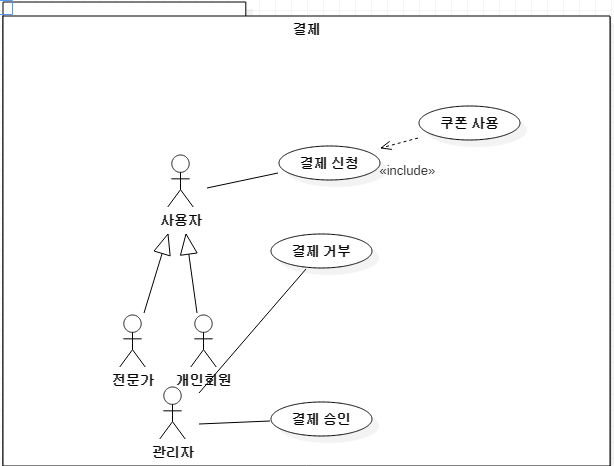 결제
쿠폰 사용
결제 신청
«include»
사용자
결제 거부
전문가
개인회원
결제 승인
관리자